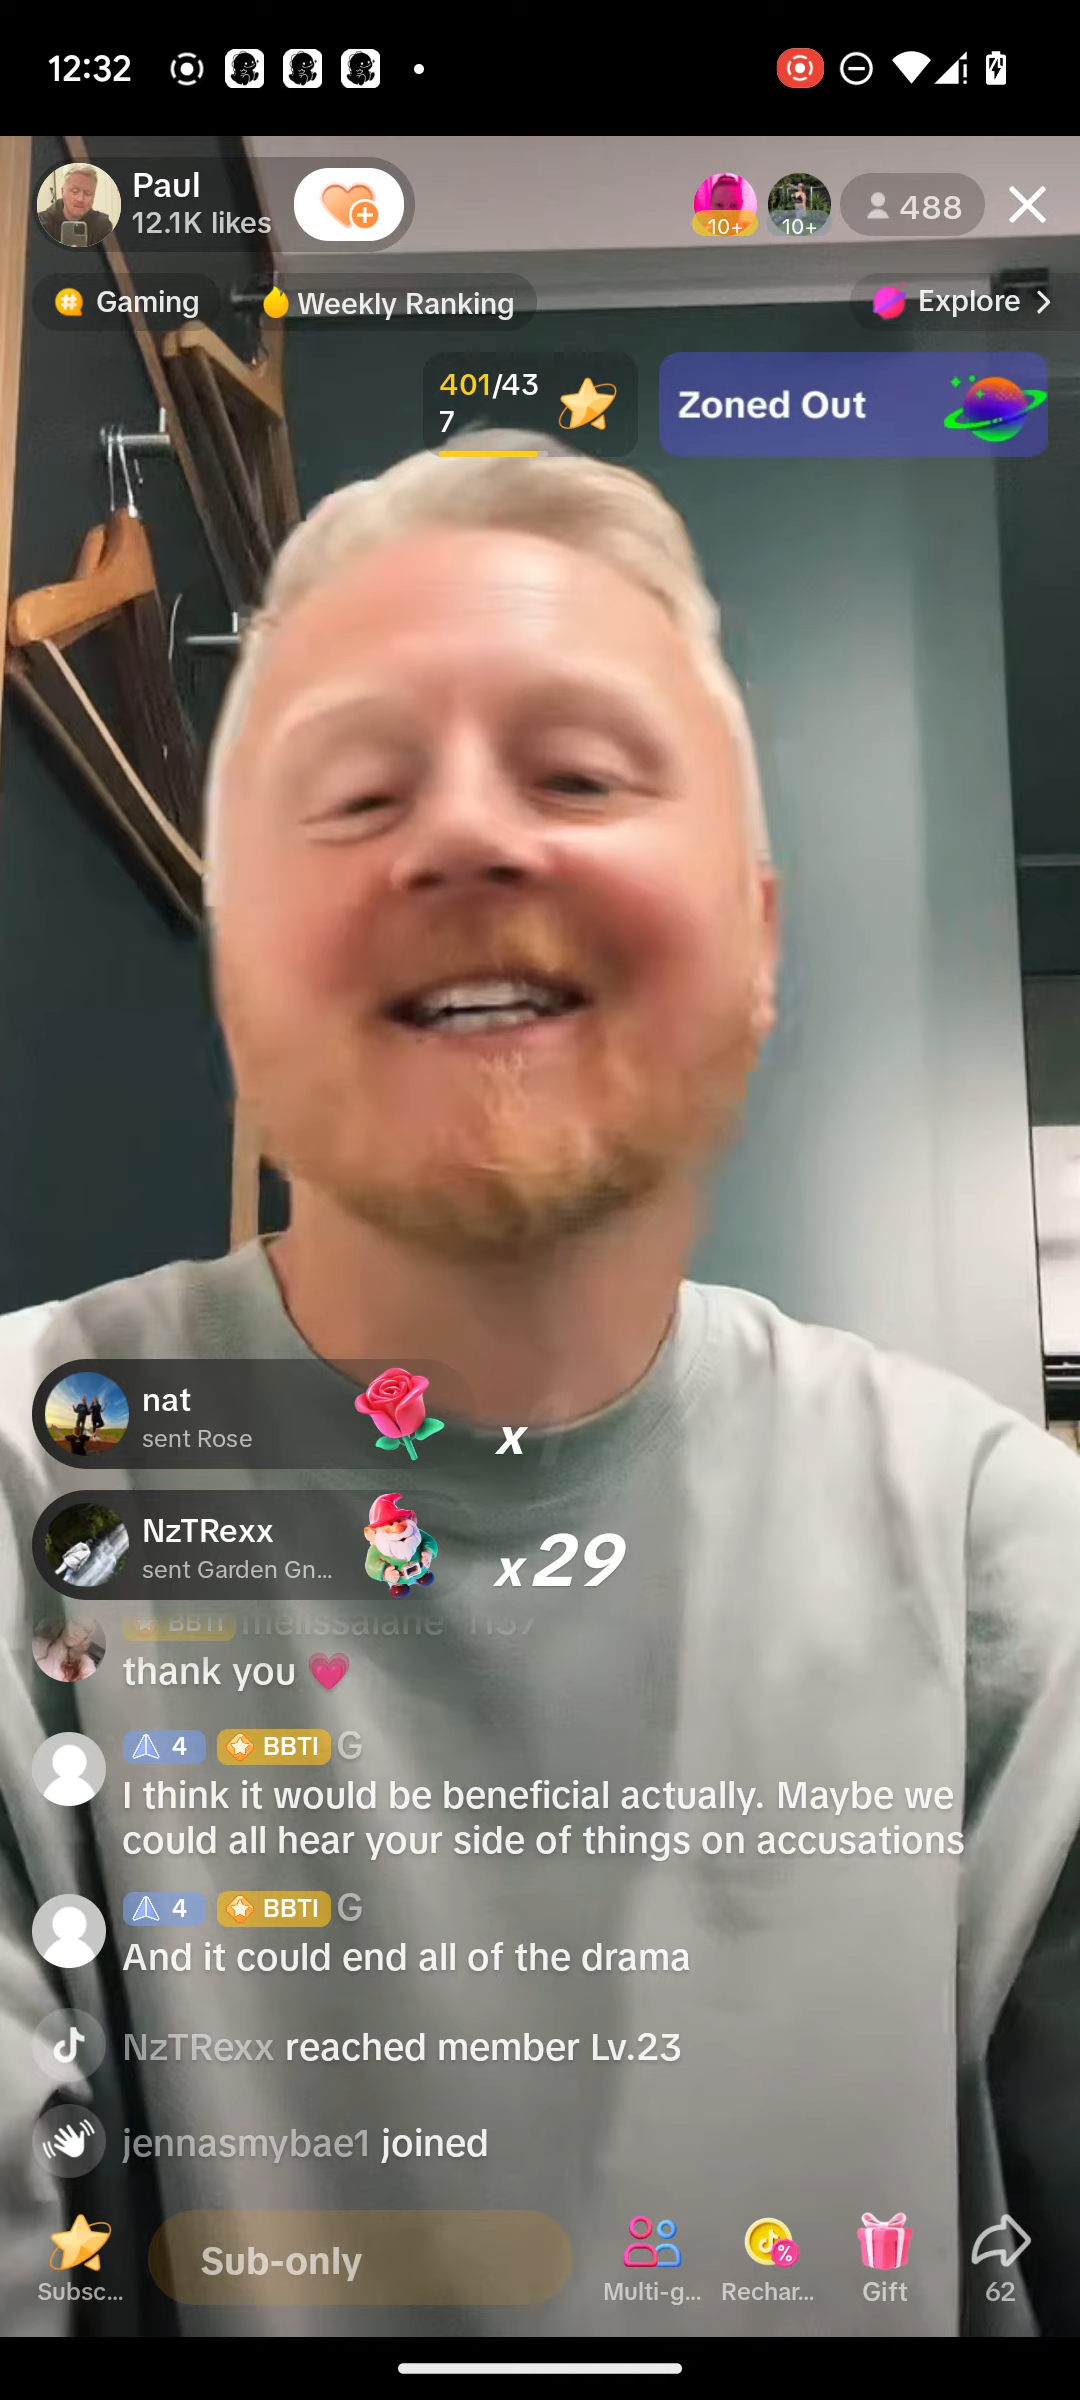 12:32
Paul
12.1K likes
10+
10+
488
Gaming
Weekly Ranking
Explore
401/43
7
Zoned Out
nat
sent Rose
x
NzTRexx
sent Garden Gn...
x29
BBTI melissalane
thank you 💗
4 BBTI G
I think it would be beneficial actually. Maybe we
could all hear your side of things on accusations
4 BBTI G
And it could end all of the drama
NzTRexx reached member Lv.23
jennasmybae1 joined
Sub-only
Subsc...
Multi-g...
Rechar...
Gift
62